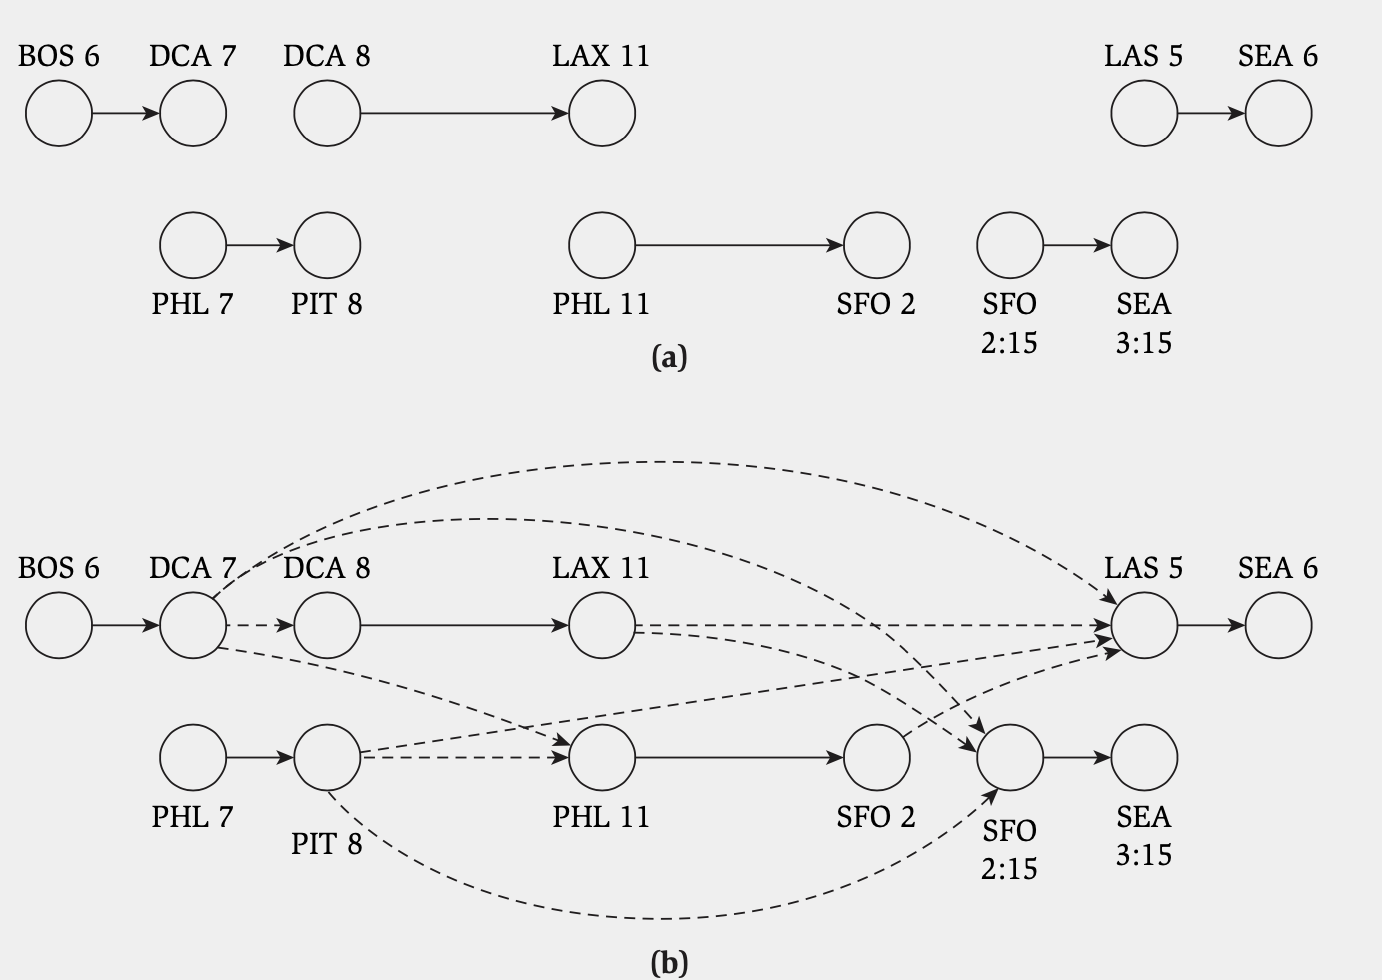 BOS 6 DCA 7 DCA 8 LAX 11 LAS 5 SEA 6
PHL 7 PIT 8 PHL 11 SFO 2 SFO SEA
2:15 3:15
(a)
BOS 6 DCA 7 DCA 8 LAX 11 LAS 5 SEA 6
PHL 7 PIT 8 PHL 11 SFO 2 SFO SEA
2:15 3:15
(b)